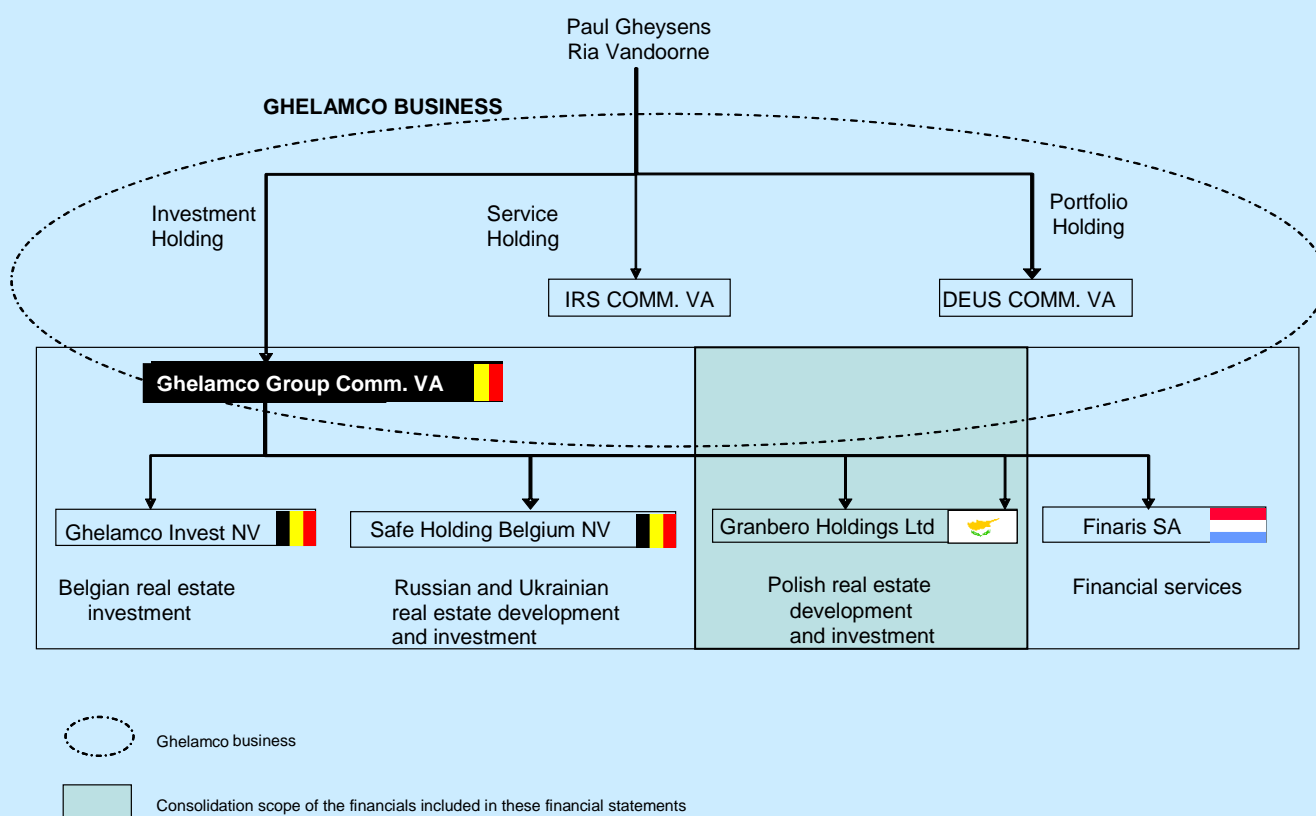 Paul Gheysens
Ria Vandoorne
GHELAMCO BUSINESS
Investment
Holding
Service
Holding
Portfolio
Holding
IRS COMM. VA
DEUS COMM. VA
Ghelamco Group Comm. VA
Ghelamco Invest NV
Safe Holding Belgium NV
Granbero Holdings Ltd
Finaris SA
Belgian real estate
investment
Russian and Ukrainian
real estate development
and investment
Polish real estate
development
and investment
Financial services
Ghelamco business
Consolidation scope of the financials included in these financial statements